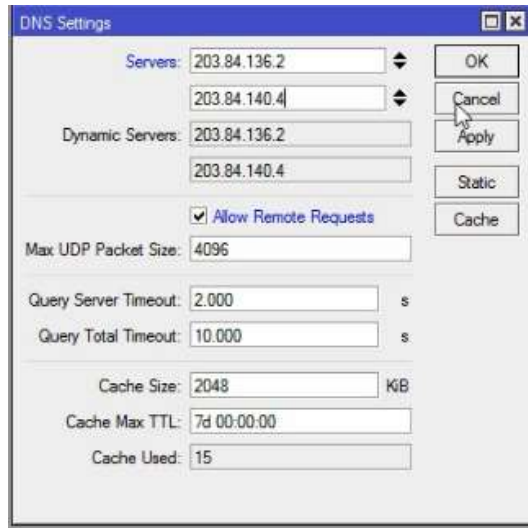 DNS Settings
Servers: 203.84.136.2
203.84.140.4
Dynamic Servers: 203.84.136.2
203.84.140.4
Allow Remote Requests
Max UDP Packet Size: 4096
Query Server Timeout: 2.000 s
Query Total Timeout: 10.000 s
Cache Size: 2048 KiB
Cache Max TTL: 7d 00:00:00
Cache Used: 15
OK
Cancel
Apply
Static
Cache